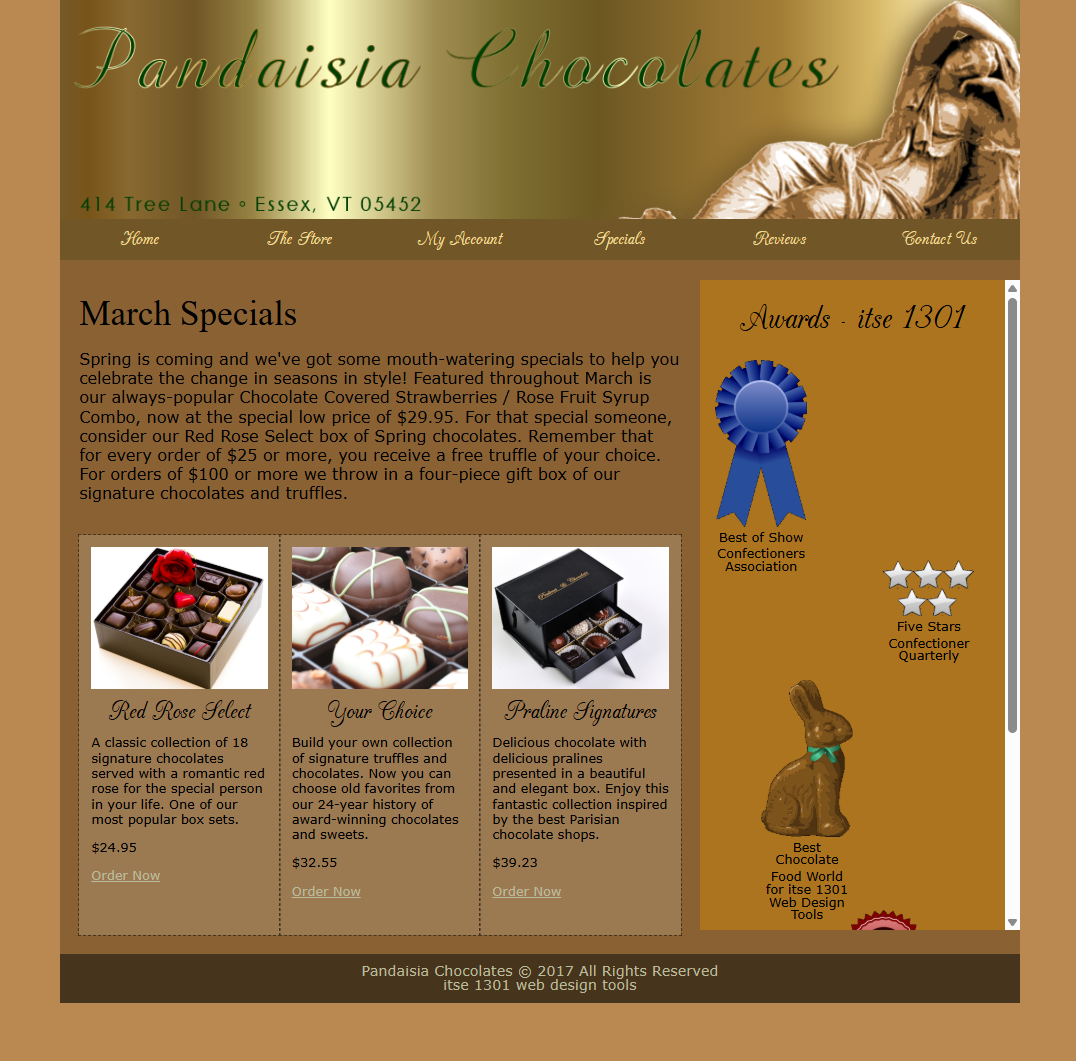 Pandaisia Chocolates
414 Tree Lane ∘ Essex, VT 05452
Home The Store My Account Specials Reviews Contact Us
March Specials
Spring is coming and we've got some mouth-watering specials to help you
celebrate the change in seasons in style! Featured throughout March is
our always-popular Chocolate Covered Strawberries / Rose Fruit Syrup
Combo, now at the special low price of $29.95. For that special someone,
consider our Red Rose Select box of Spring chocolates. Remember that
for every order of $25 or more, you receive a free truffle of your choice.
For orders of $100 or more we throw in a four-piece gift box of our
signature chocolates and truffles.
Red Rose Select
A classic collection of 18
signature chocolates
served with a romantic red
rose for the special person
in your life. One of our
most popular box sets.
$24.95
Order Now
Your Choice
Build your own collection
of signature truffles and
chocolates. Now you can
choose old favorites from
our 24-year history of
award-winning chocolates
and sweets.
$32.55
Order Now
Praline Signatures
Delicious chocolate with
delicious pralines
presented in a beautiful
and elegant box. Enjoy this
fantastic collection inspired
by the best Parisian
chocolate shops.
$39.23
Order Now
Awards - itse 1301
Best of Show
Confectioners
Association
Five Stars
Confectioner
Quarterly
Best
Chocolate
Food World
for itse 1301
Web Design
Tools
Pandaisia Chocolates © 2017 All Rights Reserved
itse 1301 web design tools